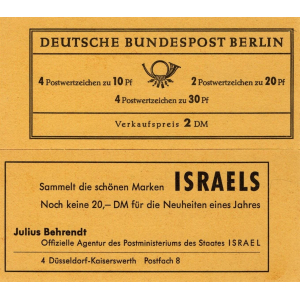 DEUTSCHE BUNDESPOST BERLIN
4 Postwertzeichen zu 10 Pf 2 Postwertzeichen zu 20 Pf
4 Postwertzeichen zu 30 Pf
Verkaufspreis 2 DM
Sammelt die schönen Marken ISRAELS
Noch keine 20,– DM für die Neuheiten eines Jahres
Julius Behrendt
Offizielle Agentur des Postministeriums des Staates ISRAEL
4 Düsseldorf-Kaiserswerth Postfach 8